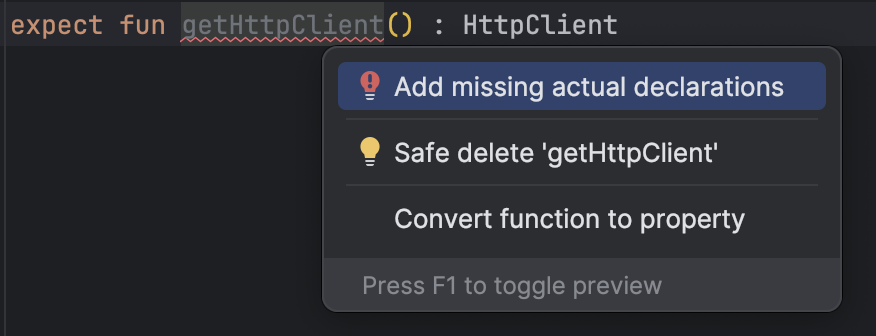 expect fun getHttpClient() : HttpClient
Add missing actual declarations
Safe delete 'getHttpClient'
Convert function to property
Press F1 to toggle preview